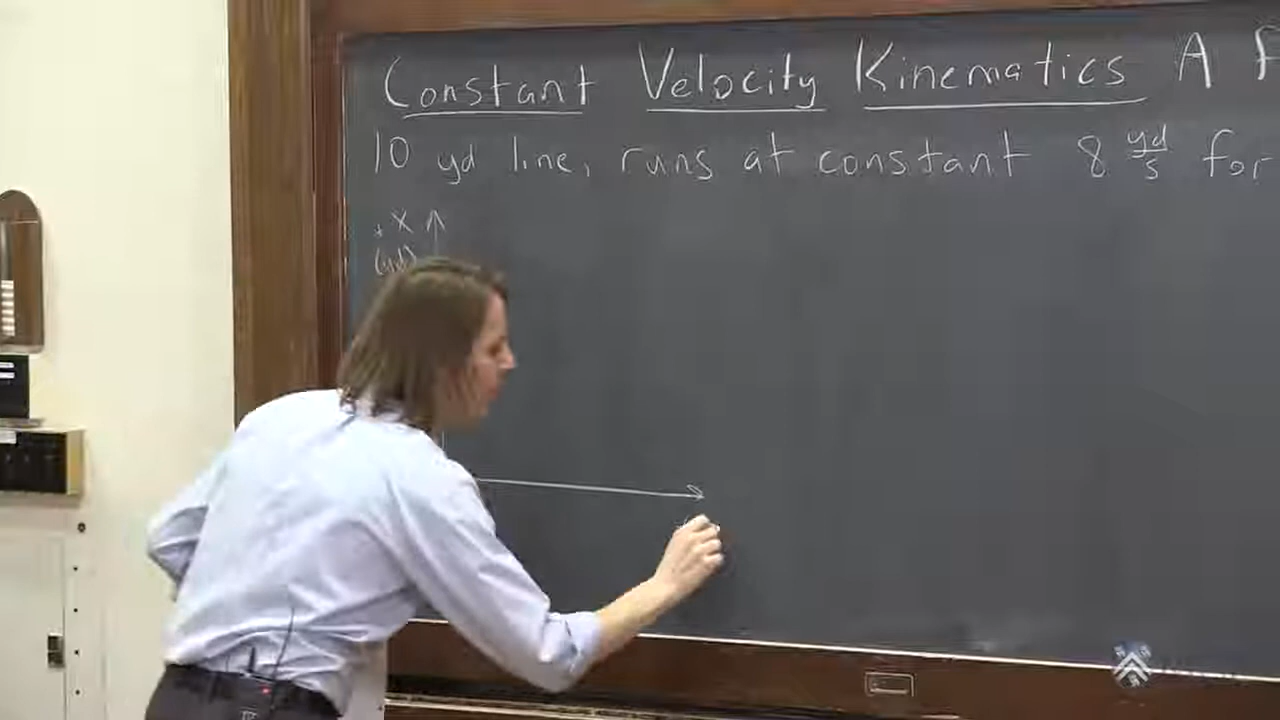 Constant Velocity Kinematics A
10 yd line, runs at constant 8 yd/s for
+ X
(yd)